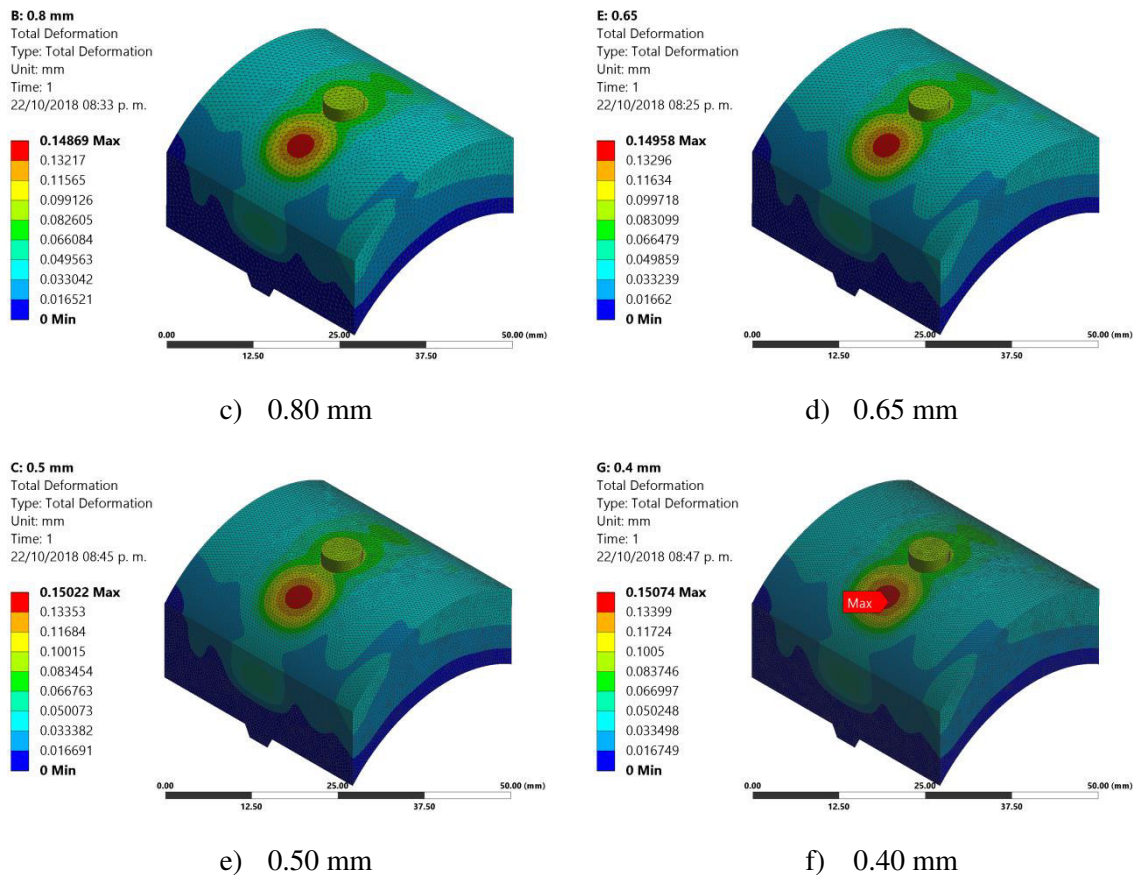 B: 0.8 mm
Total Deformation
Type: Total Deformation
Unit: mm
Time: 1
22/10/2018 08:33 p. m.
0.14869 Max
0.13217
0.11565
0.099126
0.082605
0.066084
0.049563
0.033042
0.016521
0 Min
0.00 25.00 50.00 (mm)
12.50 37.50
c) 0.80 mm
E: 0.65
Total Deformation
Type: Total Deformation
Unit: mm
Time: 1
22/10/2018 08:25 p. m.
0.14958 Max
0.13296
0.11634
0.099718
0.083099
0.066479
0.049859
0.033239
0.01662
0 Min
0.00 25.00 50.00 (mm)
12.50 37.50
d) 0.65 mm
C: 0.5 mm
Total Deformation
Type: Total Deformation
Unit: mm
Time: 1
22/10/2018 08:45 p. m.
0.15022 Max
0.13353
0.11684
0.10015
0.083454
0.066763
0.050073
0.033382
0.016691
0 Min
0.00 25.00 50.00 (mm)
12.50 37.50
e) 0.50 mm
G: 0.4 mm
Total Deformation
Type: Total Deformation
Unit: mm
Time: 1
22/10/2018 08:47 p. m.
0.15074 Max
0.13399
0.11724
0.1005
0.083746
0.066997
0.050248
0.033498
0.016749
0 Min
Max
0.00 25.00 50.00 (mm)
12.50 37.50
f) 0.40 mm